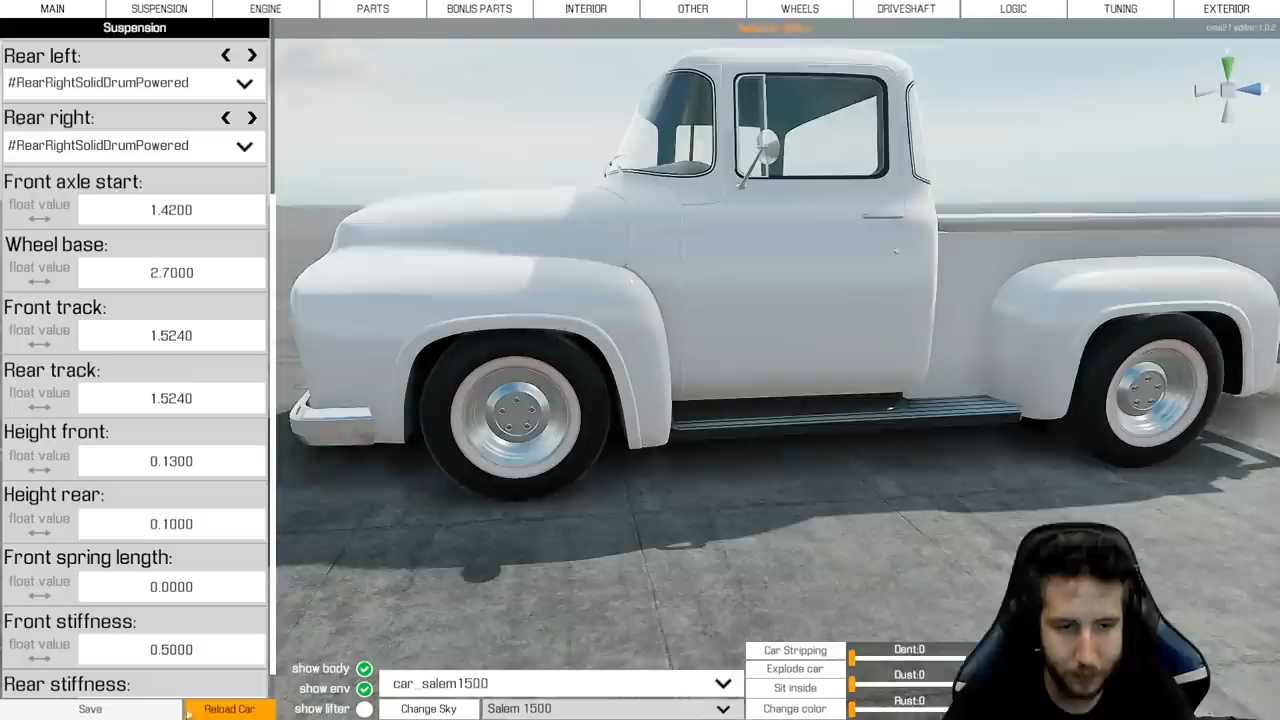 MAIN SUSPENSION ENGINE PARTS BONUS PARTS INTERIOR OTHER WHEELS DRIVESHAFT LOGIC TUNING EXTERIOR
Suspension
cms21 editor: 1.0.2
Rear left:
#RearRightSolidDrumPowered
Rear right:
#RearRightSolidDrumPowered
Front axle start:
float value 1.4200
Wheel base:
float value 2.7000
Front track:
float value 1.5240
Rear track:
float value 1.5240
Height front:
float value 0.1300
Height rear:
float value 0.1000
Front spring length:
float value 0.0000
Front stiffness:
float value 0.5000
Rear stiffness:
Save Reload Car
show body
show env
show lifter
car_salem1500
Change Sky Salem 1500
Car Stripping
Explode car
Sit inside
Change color
Dent:0
Dust:0
Rust:0